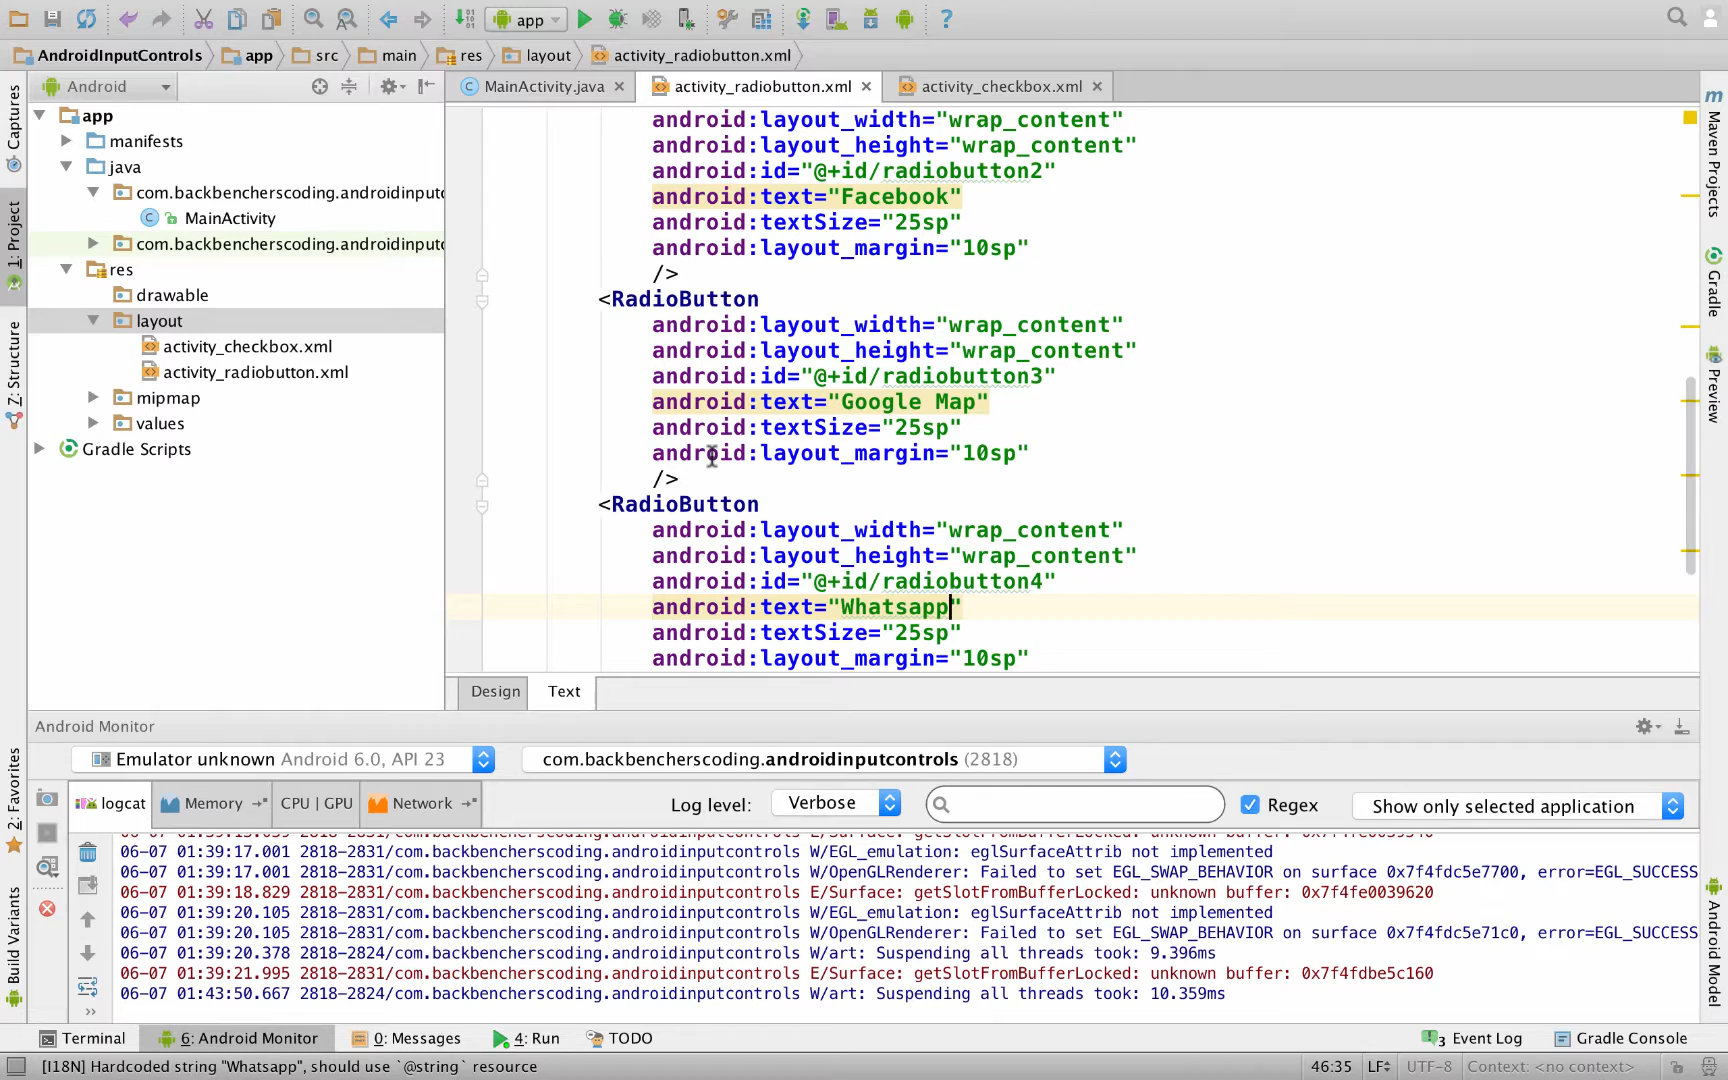 app
AndroidInputControls app src main res layout activity_radiobutton.xml
Android
MainActivity.java activity_radiobutton.xml activity_checkbox.xml
app
manifests
java
com.backbencherscoding.androidinputc
MainActivity
com.backbencherscoding.androidinputc
res
drawable
layout
activity_checkbox.xml
activity_radiobutton.xml
mipmap
values
Gradle Scripts
android:layout_width="wrap_content"
android:layout_height="wrap_content"
android:id="@+id/radiobutton2"
android:text="Facebook"
android:textSize="25sp"
android:layout_margin="10sp"
/>
<RadioButton
android:layout_width="wrap_content"
android:layout_height="wrap_content"
android:id="@+id/radiobutton3"
android:text="Google Map"
android:textSize="25sp"
android:layout_margin="10sp"
/>
<RadioButton
android:layout_width="wrap_content"
android:layout_height="wrap_content"
android:id="@+id/radiobutton4"
android:text="Whatsapp"
android:textSize="25sp"
android:layout_margin="10sp"
Design Text
Captures
1: Project
Z: Structure
2: Favorites
Build Variants
m Maven Projects
Gradle
Preview
Android Model
Android Monitor
Emulator unknown Android 6.0, API 23 com.backbencherscoding.androidinputcontrols (2818)
logcat Memory CPU | GPU Network Log level: Verbose Regex Show only selected application
06-07 01:39:17.001 2818-2831/com.backbencherscoding.androidinputcontrols W/EGL_emulation: eglSurfaceAttrib not implemented
06-07 01:39:17.001 2818-2831/com.backbencherscoding.androidinputcontrols W/OpenGLRenderer: Failed to set EGL_SWAP_BEHAVIOR on surface 0x7f4fdc5e7700, error=EGL_SUCCESS
06-07 01:39:18.829 2818-2831/com.backbencherscoding.androidinputcontrols E/Surface: getSlotFromBufferLocked: unknown buffer: 0x7f4fe0039620
06-07 01:39:20.105 2818-2831/com.backbencherscoding.androidinputcontrols W/EGL_emulation: eglSurfaceAttrib not implemented
06-07 01:39:20.105 2818-2831/com.backbencherscoding.androidinputcontrols W/OpenGLRenderer: Failed to set EGL_SWAP_BEHAVIOR on surface 0x7f4fdc5e71c0, error=EGL_SUCCESS
06-07 01:39:20.378 2818-2824/com.backbencherscoding.androidinputcontrols W/art: Suspending all threads took: 9.396ms
06-07 01:39:21.995 2818-2831/com.backbencherscoding.androidinputcontrols E/Surface: getSlotFromBufferLocked: unknown buffer: 0x7f4fdbe5c160
06-07 01:43:50.667 2818-2824/com.backbencherscoding.androidinputcontrols W/art: Suspending all threads took: 10.359ms
Terminal 6: Android Monitor 0: Messages 4: Run TODO 3 Event Log Gradle Console
[I18N] Hardcoded string "Whatsapp", should use `@string` resource 46:35 LF UTF-8 Context: <no context>